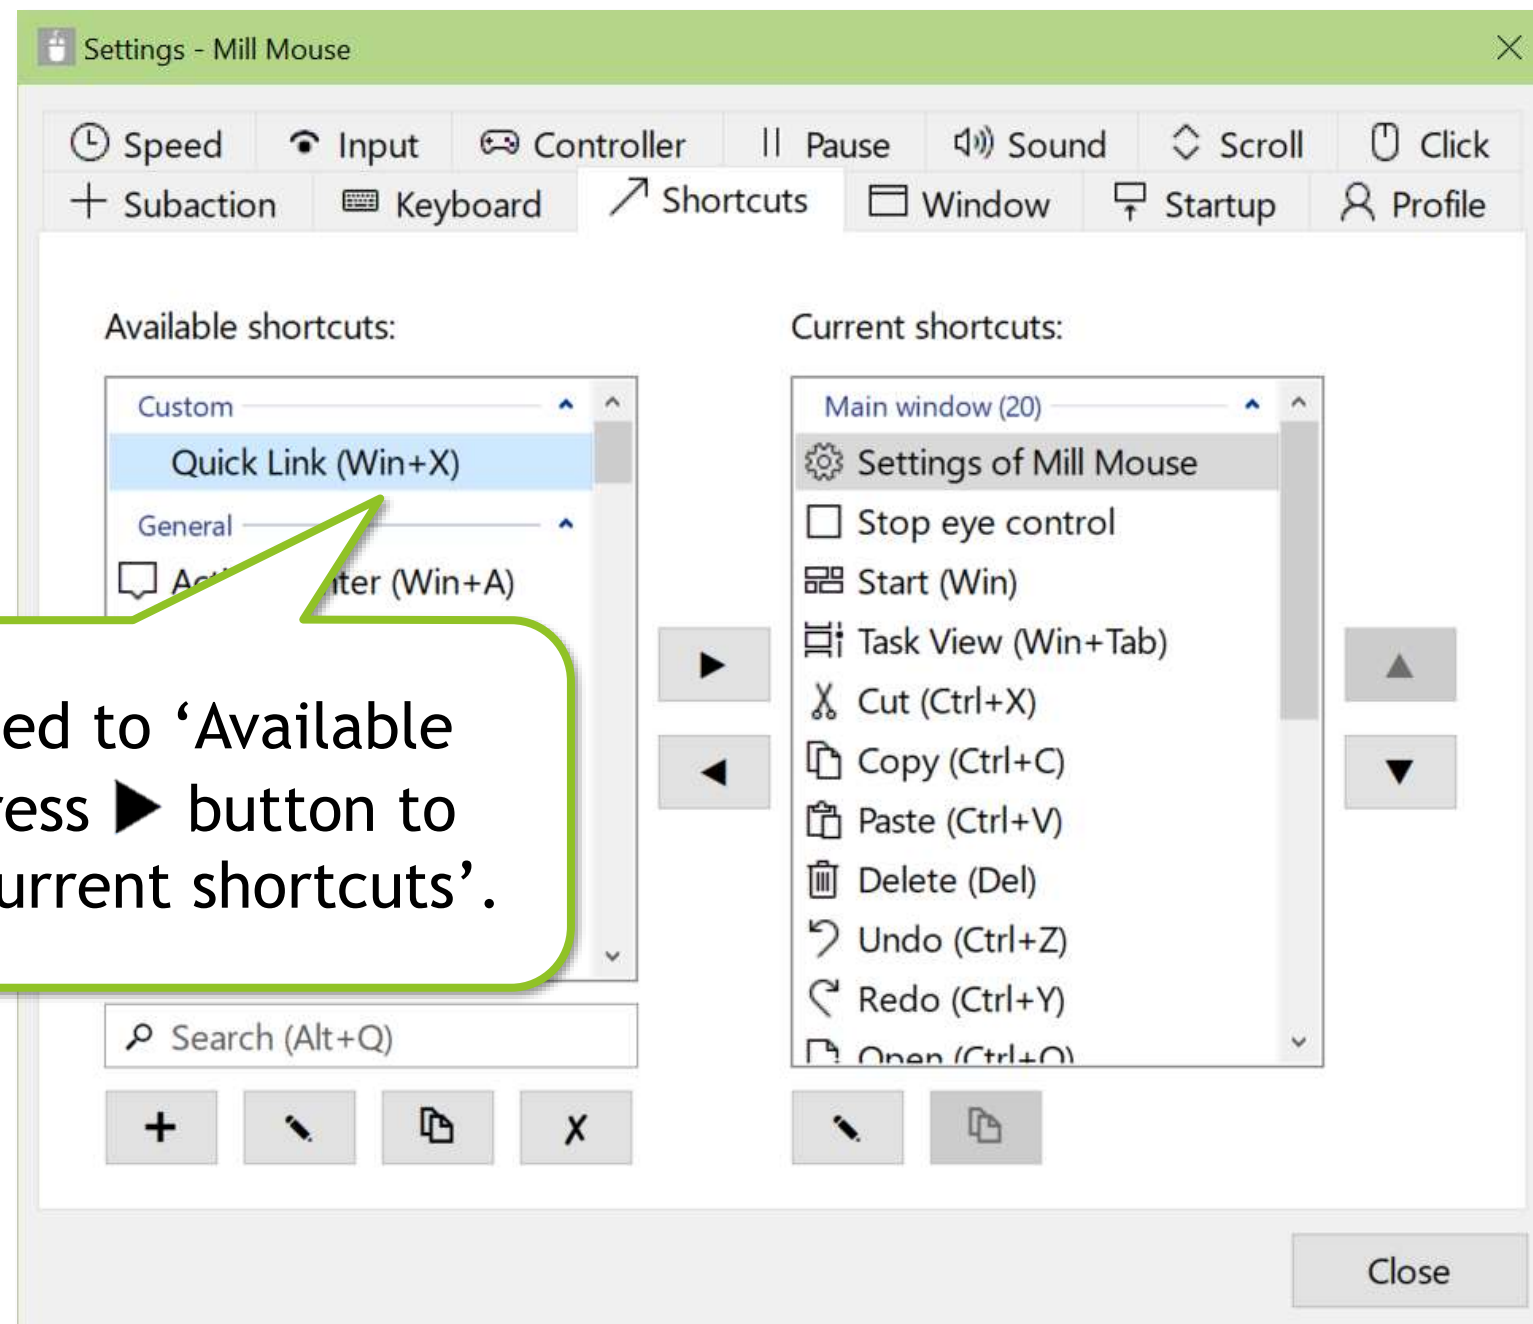 Settings - Mill Mouse
Speed Input Controller Pause Sound Scroll Click
Subaction Keyboard Shortcuts Window Startup Profile
Available shortcuts:
Custom
Quick Link (Win+X)
General
(Win+A)
ed to ‘Available
ress ▶ button to
urrent shortcuts’.
Search (Alt+Q)
Current shortcuts:
Main window (20)
Settings of Mill Mouse
Stop eye control
Start (Win)
Task View (Win+Tab)
Cut (Ctrl+X)
Copy (Ctrl+C)
Paste (Ctrl+V)
Delete (Del)
Undo (Ctrl+Z)
Redo (Ctrl+Y)
Open (Ctrl+O)
Close